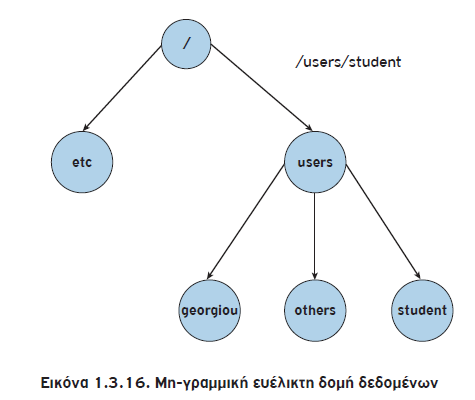 /
/users/student
etc
users
georgiou
others
student
Εικόνα 1.3.16. Μη-γραμμική ευέλικτη δομή δεδομένων